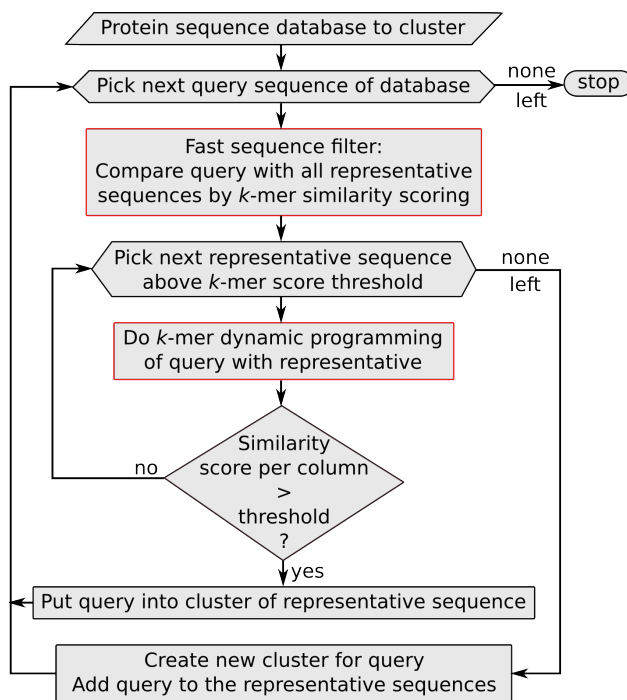 Protein sequence database to cluster
Pick next query sequence of database
none
left
stop
Fast sequence filter:
Compare query with all representative
sequences by k-mer similarity scoring
Pick next representative sequence
above k-mer score threshold
none
left
Do k-mer dynamic programming
of query with representative
Similarity
score per column
>
threshold
?
no
yes
Put query into cluster of representative sequence
Create new cluster for query
Add query to the representative sequences